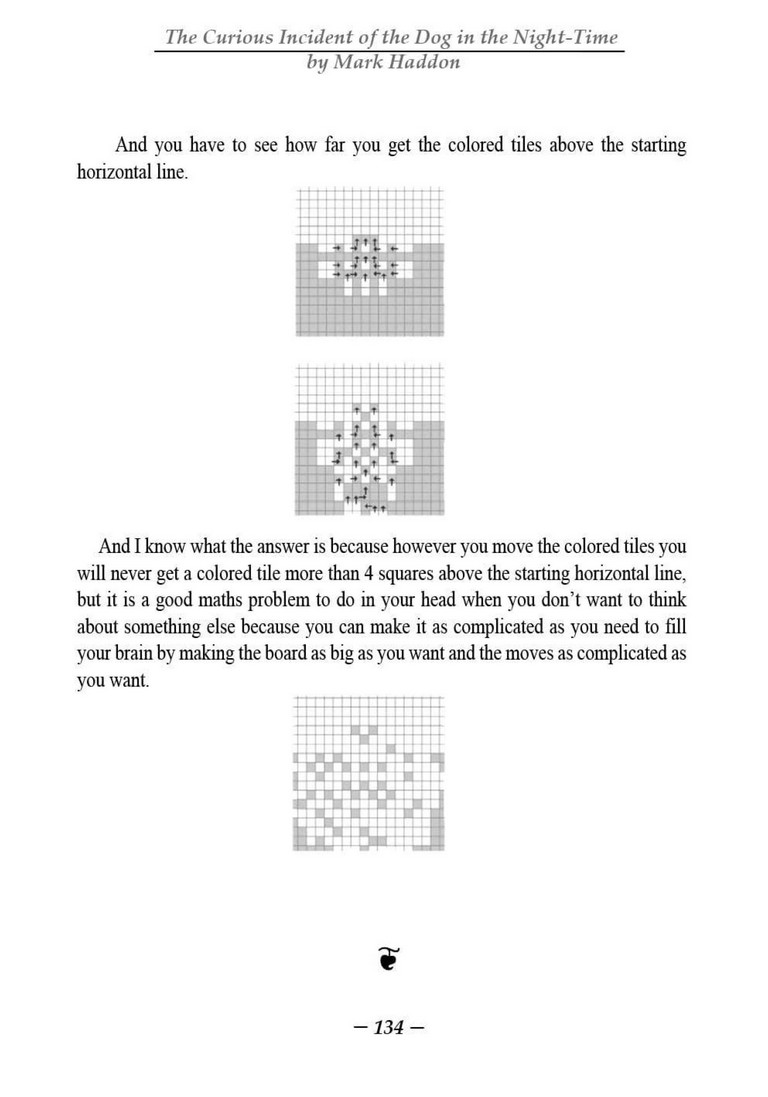 The Curious Incident of the Dog in the Night-Time
by Mark Haddon
And you have to see how far you get the colored tiles above the starting
horizontal line.
And I know what the answer is because however you move the colored tiles you
will never get a colored tile more than 4 squares above the starting horizontal line,
but it is a good maths problem to do in your head when you don’t want to think
about something else because you can make it as complicated as you need to fill
your brain by making the board as big as you want and the moves as complicated as
you want.
— 134 —